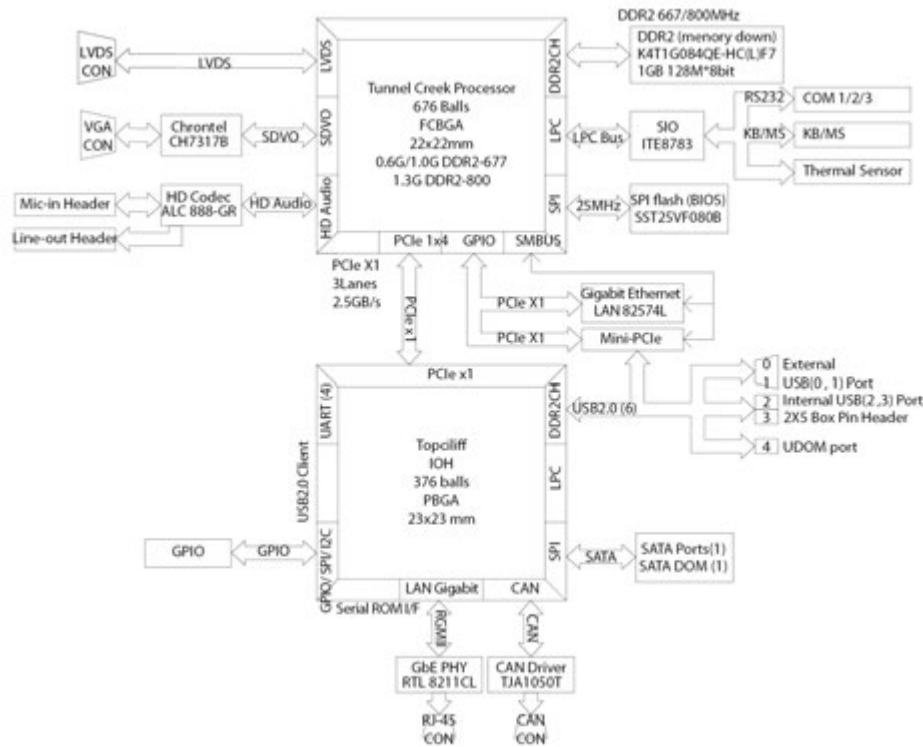 DDR2 667/800MHz
LVDS
CON
LVDS
LVDS
DDR2CH
DDR2 (menory down)
K4T1G084QE-HC(L)F7
1GB 128M*8bit
Tunnel Creek Processor
676 Balls
FCBGA
22x22mm
0.6G/1.0G DDR2-677
1.3G DDR2-800
VGA
CON
Chrontel
CH7317B
SDVO
SDVO
LPC
LPC Bus
SIO
ITE8783
RS232
COM 1/2/3
KB/MS
KB/MS
Thermal Sensor
Mic-in Header
HD Codec
ALC 888-GR
HD Audio
HD Audio
Line-out Header
SPI
25MHz
SPI flash (BIOS)
SST25VF080B
PCIe 1x4
GPIO
SMBUS
PCIe X1
3Lanes
2.5GB/s
PCIe x1
PCIe X1
Gigabit Ethernet
LAN 82574L
PCIe X1
Mini-PCIe
PCIe x1
UART (4)
USB2.0 Client
GPIO/ SPI/ I2C
Topciliff
IOH
376 balls
PBGA
23x23 mm
DDR2CH
LPC
SPI
USB2.0 (6)
0 External
1 USB(0 , 1) Port
2 Internal USB(2 ,3) Port
3 2X5 Box Pin Header
4 UDOM port
GPIO
GPIO
SATA
SATA Ports(1)
SATA DOM (1)
LAN Gigabit
CAN
Serial ROM I/F
RGMII
CAN
GbE PHY
RTL 8211CL
CAN Driver
TJA1050T
RJ-45
CON
CAN
CON